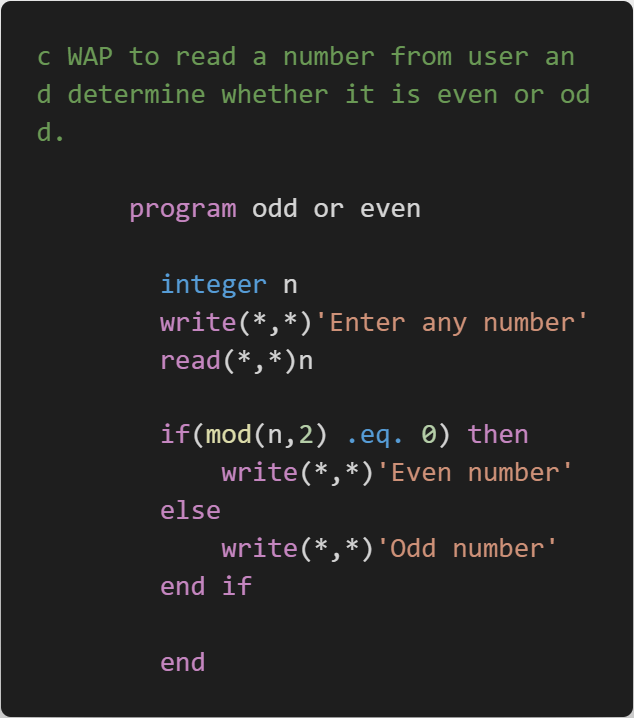 c WAP to read a number from user an
d determine whether it is even or od
d.
program odd or even
integer n
write(*,*)'Enter any number'
read(*,*)n
if(mod(n,2) .eq. 0) then
write(*,*)'Even number'
else
write(*,*)'Odd number'
end if
end